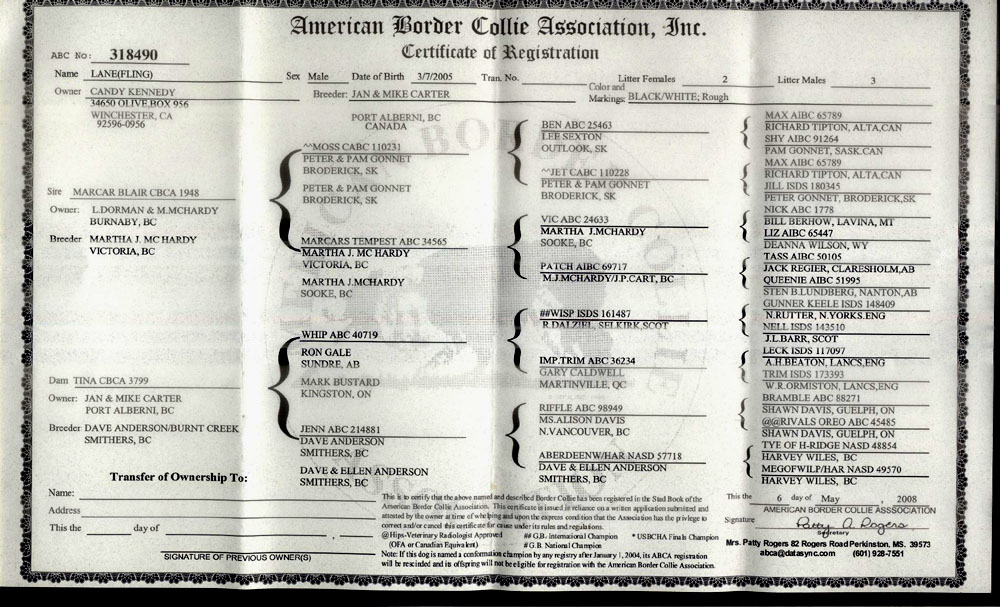 American Border Collie Association, Inc.
Certificate of Registration
ABC No: 318490
Name LANE(FLING) Sex Male Date of Birth 3/7/2005 Tran. No. Litter Females 2 Litter Males 3
Owner CANDY KENNEDY Breeder: JAN & MIKE CARTER Color and Markings: BLACK/WHITE; Rough
34650 OLIVE,BOX 956
WINCHESTER, CA
92596-0956
PORT ALBERNI, BC
CANADA
Sire MARCAR BLAIR CBCA 1948
Owner: L.DORMAN & M.MCHARDY
BURNABY, BC
Breeder MARTHA J. MC HARDY
VICTORIA, BC
Dam TINA CBCA 3799
Owner: JAN & MIKE CARTER
PORT ALBERNI, BC
Breeder DAVE ANDERSON/BURNT CREEK
SMITHERS, BC
^^MOSS CABC 110231
PETER & PAM GONNET
BRODERICK, SK
PETER & PAM GONNET
BRODERICK, SK
MARCARS TEMPEST ABC 34565
MARTHA J. MC HARDY
VICTORIA, BC
MARTHA J.MCHARDY
SOOKE, BC
WHIP ABC 40719
RON GALE
SUNDRE, AB
MARK BUSTARD
KINGSTON, ON
JENN ABC 214881
DAVE ANDERSON
SMITHERS, BC
DAVE & ELLEN ANDERSON
SMITHERS, BC
BEN ABC 25463
LEE SEXTON
OUTLOOK, SK
^^JET CABC 110228
PETER & PAM GONNET
BRODERICK, SK
VIC ABC 24633
MARTHA J.MCHARDY
SOOKE, BC
PATCH AIBC 69717
M.J.MCHARDY/J.P.CART, BC
##WISP ISDS 161487
R.DALZIEL, SELKIRK,SCOT
IMP.TRIM ABC 36234
GARY CALDWELL
MARTINVILLE, QC
RIFFLE ABC 98949
MS.ALISON DAVIS
N.VANCOUVER, BC
ABERDEENW/HAR NASD 57718
DAVE & ELLEN ANDERSON
SMITHERS, BC
MAX AIBC 65789
RICHARD TIPTON, ALTA,CAN
SHY AIBC 91264
PAM GONNET, SASK.CAN
MAX AIBC 65789
RICHARD TIPTON, ALTA,CAN
JILL ISDS 180345
PETER GONNET, BRODERICK,SK
NICK ABC 1778
BILL BERHOW, LAVINA, MT
LIZ AIBC 65447
DEANNA WILSON, WY
TASS AIBC 50105
JACK REGIER, CLARESHOLM,AB
QUEENIE AIBC 51995
STEN B.LUNDBERG, NANTON,AB
GUNNER KEELE ISDS 148409
N.RUTTER, N.YORKS.ENG
NELL ISDS 143510
J.L.BARR, SCOT
LECK ISDS 117097
A.H.BEATON, LANCS,ENG
TRIM ISDS 173393
W.R.ORMISTON, LANCS,ENG
BRAMBLE ABC 88271
SHAWN DAVIS, GUELPH, ON
@@RIVALS OREO ABC 45485
SHAWN DAVIS, GUELPH, ON
TYE OF H-RIDGE NASD 48854
HARVEY WILES, BC
MEGOFWILP/HAR NASD 49570
HARVEY WILES, BC
Transfer of Ownership To:
Name:
Address
This the day of
SIGNATURE OF PREVIOUS OWNER(S)
This is to certify that the above named and described Border Collie has been registered in the Stud Book of the
American Border Collie Association. This certificate is issued in reliance on a written application submitted and
attested by the owner at time of whelping and upon the express condition that the Association has the privilege to
correct and/or cancel this certificate for cause under its rules and regulations.
@ Hips-Veterinary Radiologist Approved ## G.B. International Champion * USBCHA Finals Champion
(OFA or Canadian Equivalent) # G.B. National Champion
Note: If this dog is named a conformation champion by any registry after January 1, 2004, its ABCA registration
will be rescinded and its offspring will not be eligible for registration with the American Border Collie Association.
This the 6 day of May 2008
AMERICAN BORDER COLLIE ASSSOCIATION
Signature Patty A. Rogers
Secretary
Mrs. Patty Rogers 82 Rogers Road Perkinston, MS. 39573
abca@datasync.com (601) 928-7551